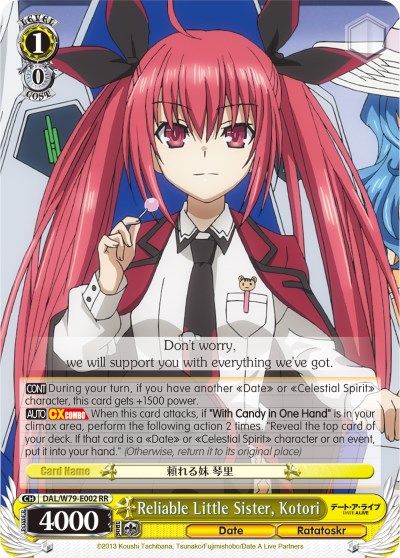 LEVEL
1
0
COST
Don't worry,
we will support you with everything we've got.
CONT During your turn, if you have another «Date» or «Celestial Spirit»
character, this card gets +1500 power.
AUTO CX COMBO When this card attacks, if "With Candy in One Hand" is in your
climax area, perform the following action 2 times. "Reveal the top card of
your deck. If that card is a «Date» or «Celestial Spirit» character or an event,
put it into your hand." (Otherwise, return it to its original place)
Card Name 頼れる妹 琴里
CH DAL/W79-E002 RR
POWER 4000
Reliable Little Sister, Kotori
デート・ア・ライブ
DATE A LIVE
Date Ratatoskr
©2013 Koushi Tachibana, Tsunako/Fujimishobo/Date A Live Partners